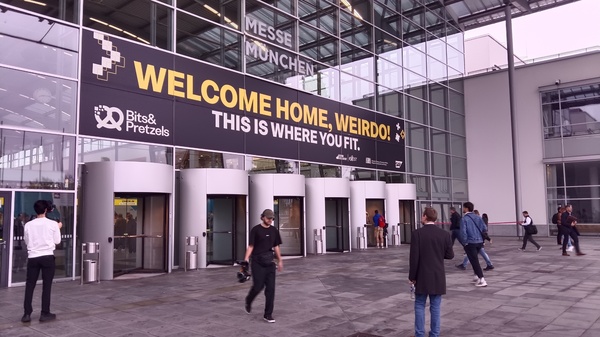 MESSE
MÜNCHEN
WELCOME HOME, WEIRDO!
THIS IS WHERE YOU FIT.
Bits&
Pretzels